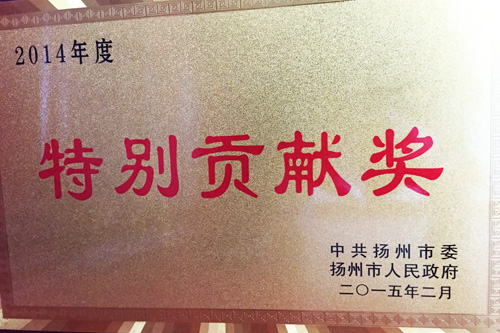 2014年度
特别贡献奖
中共扬州市委
扬州市人民政府
二〇一五年二月